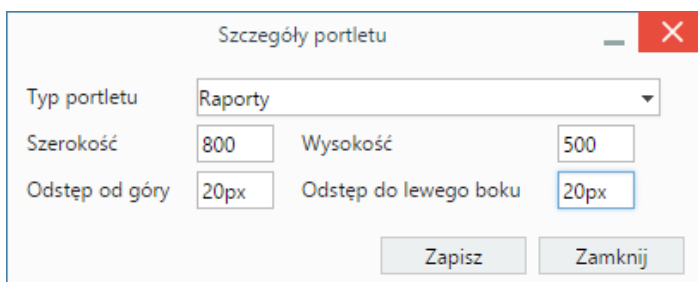 Szczegóły portletu
Typ portletu Raporty
Szerokość 800 Wysokość 500
Odstęp od góry 20px Odstęp do lewego boku 20px
Zapisz Zamknij